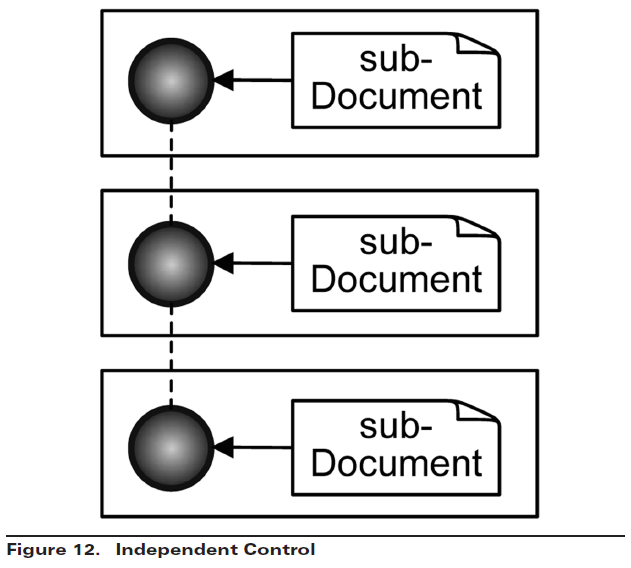 sub-
Document
sub-
Document
sub-
Document
Figure 12. Independent Control